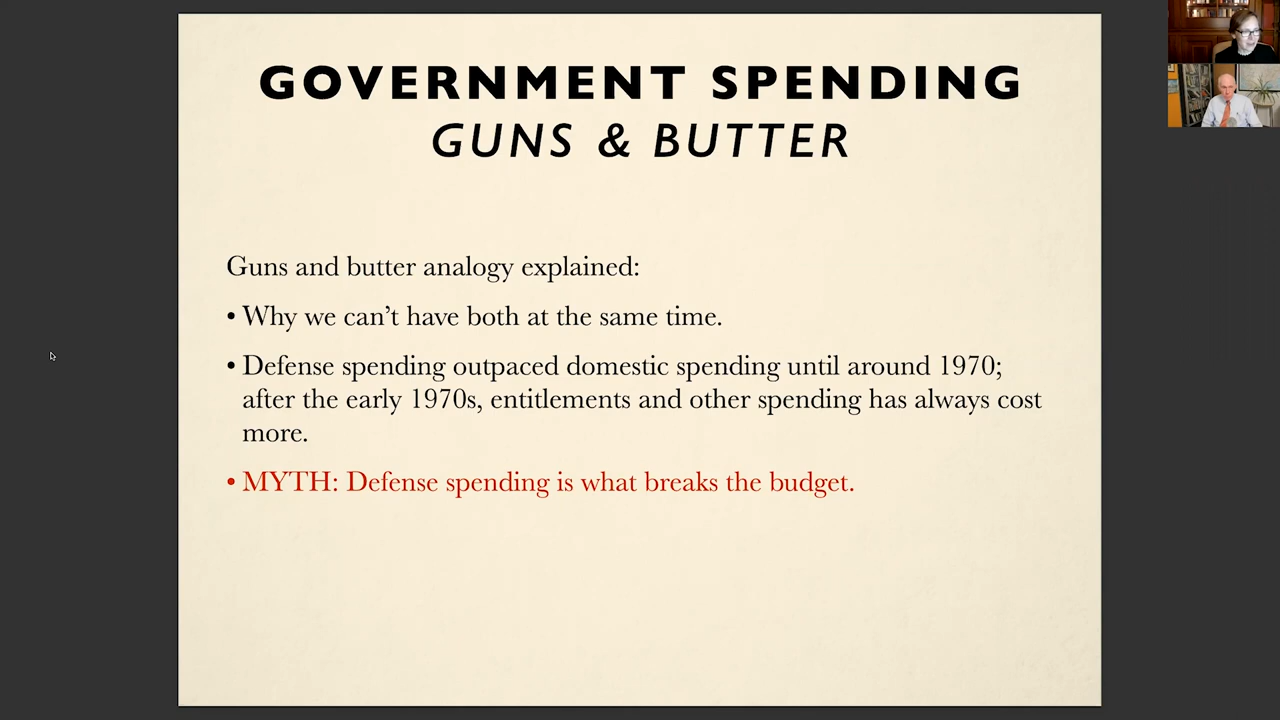 GOVERNMENT SPENDING
GUNS & BUTTER
Guns and butter analogy explained:
• Why we can’t have both at the same time.
• Defense spending outpaced domestic spending until around 1970;
after the early 1970s, entitlements and other spending has always cost
more.
• MYTH: Defense spending is what breaks the budget.